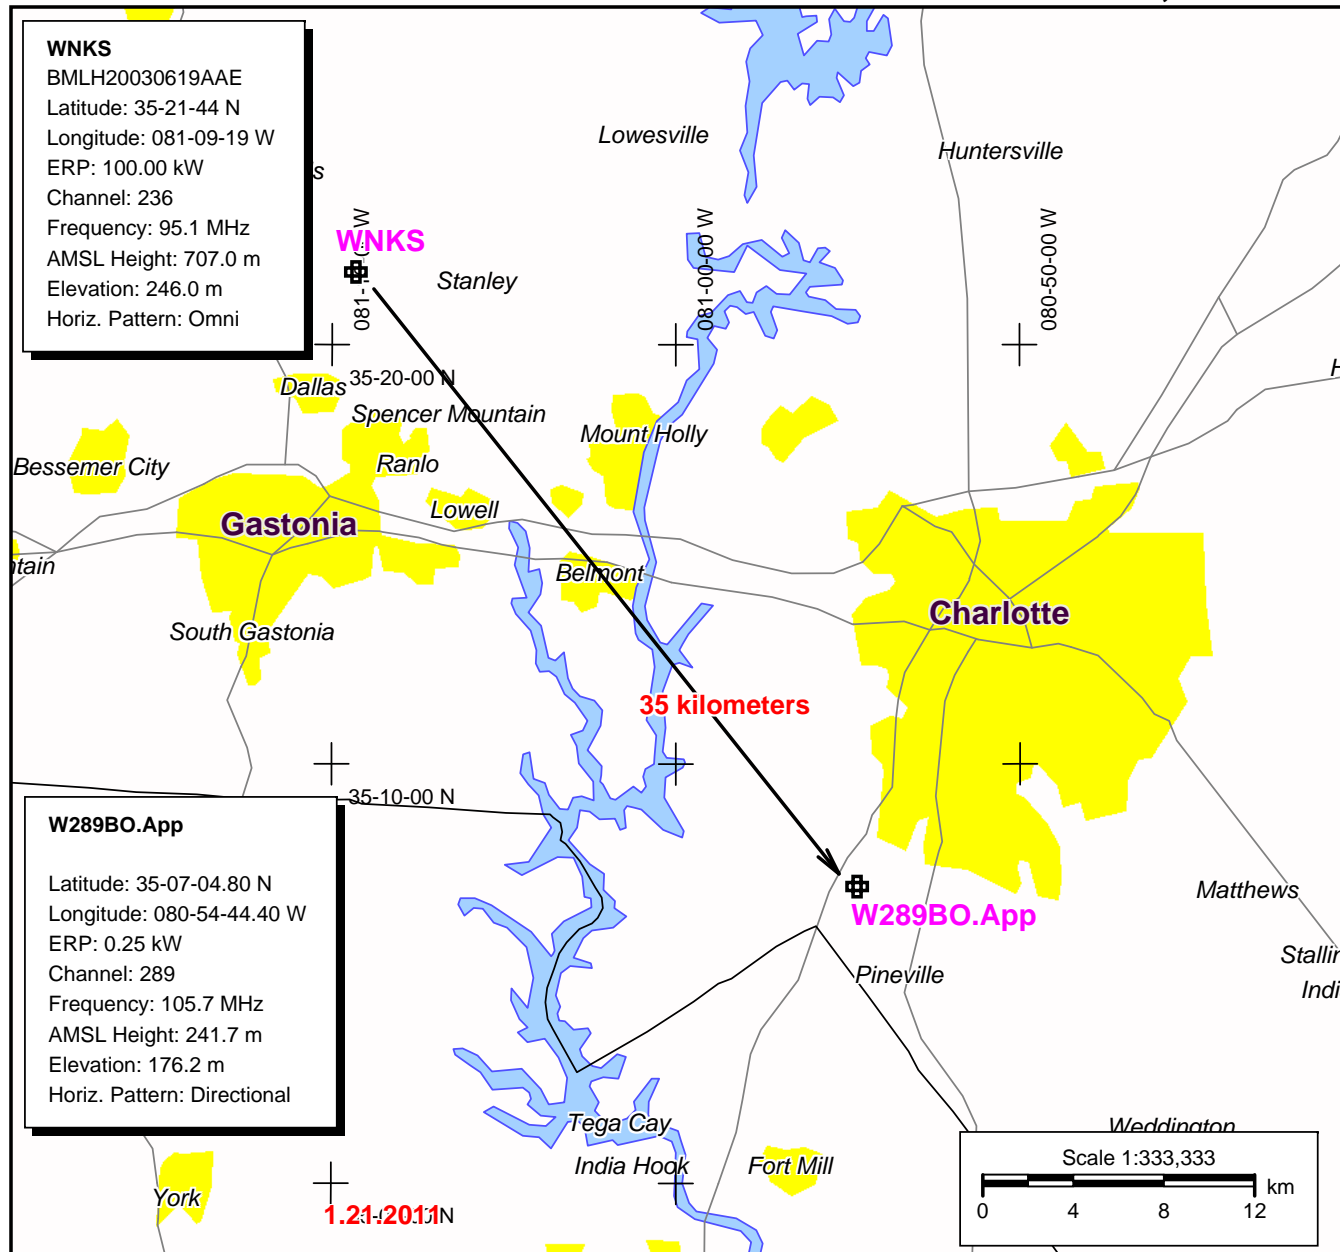 WNKS
BMLH20030619AAE
Latitude: 35-21-44 N
Longitude: 081-09-19 W
ERP: 100.00 kW
Channel: 236
Frequency: 95.1 MHz
AMSL Height: 707.0 m
Elevation: 246.0 m
Horiz. Pattern: Omni
Lowesville
Huntersville
s
WNKS
Stanley
081-00-00 W
080-50-00 W
35-20-00 N
Dallas
Spencer Mountain
Mount Holly
Bessemer City
Ranlo
Lowell
Gastonia
ntain
Belmont
Charlotte
South Gastonia
35 kilometers
35-10-00 N
W289BO.App
Latitude: 35-07-04.80 N
Longitude: 080-54-44.40 W
ERP: 0.25 kW
Channel: 289
Frequency: 105.7 MHz
AMSL Height: 241.7 m
Elevation: 176.2 m
Horiz. Pattern: Directional
W289BO.App
Matthews
Stallin
Pineville
Indi
Tega Cay
Weddington
India Hook
Fort Mill
York
1.21.2011
Scale 1:333,333
km
0 4 8 12